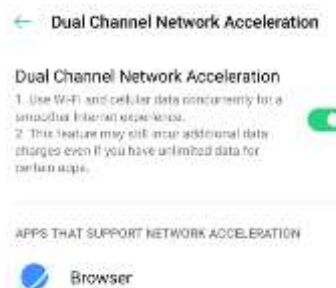 Dual Channel Network Acceleration
Dual Channel Network Acceleration
1. Use Wi-Fi and cellular data concurrently for a
smoother Internet experience.
2. This feature may still incur additional data
charges even if you have unlimited data for
certain apps.
APPS THAT SUPPORT NETWORK ACCELERATION
Browser